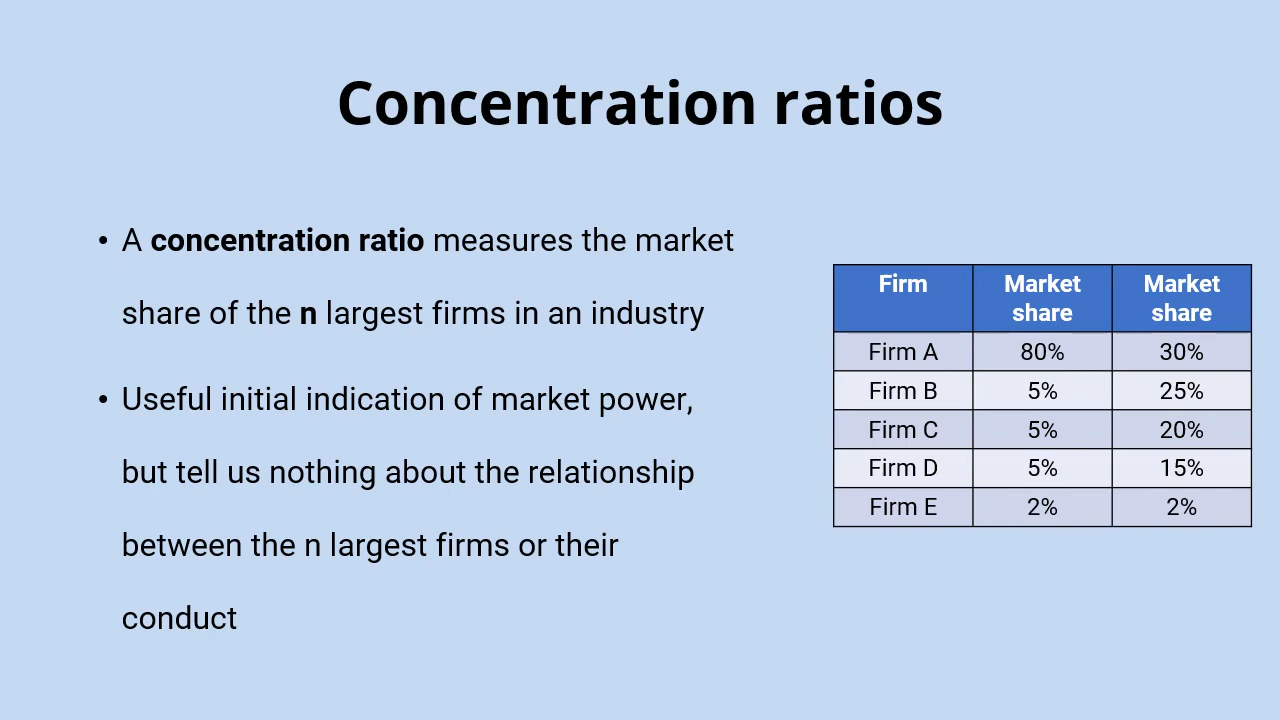 Concentration ratios
• A concentration ratio measures the market
share of the n largest firms in an industry
• Useful initial indication of market power,
but tell us nothing about the relationship
between the n largest firms or their
conduct
Firm Market share Market share
Firm A 80% 30%
Firm B 5% 25%
Firm C 5% 20%
Firm D 5% 15%
Firm E 2% 2%